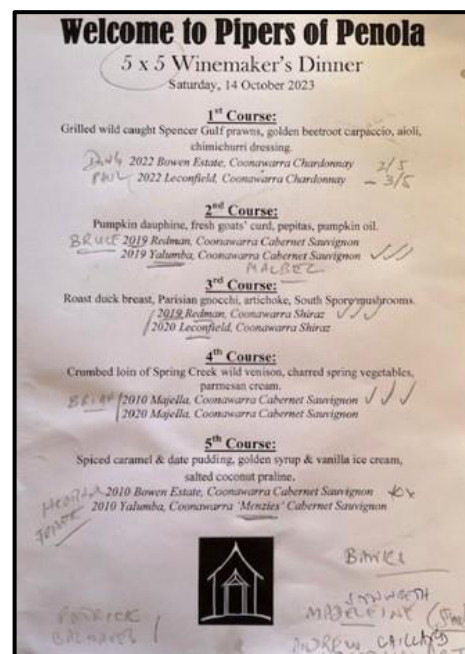 Welcome to Pipers of Penola
5 x 5 Winemaker's Dinner
Saturday, 14 October 2023
1st Course:
Grilled wild caught Spencer Gulf prawns, golden beetroot carpaccio, aioli,
chimichurri dressing.
2022 Bowen Estate, Coonawarra Chardonnay 2/5
PAUL 2022 Leconfield, Coonawarra Chardonnay – 3/5
2nd Course:
Pumpkin dauphine, fresh goats' curd, pepitas, pumpkin oil.
BRUCE 2019 Redman, Coonawarra Cabernet Sauvignon
2019 Yalumba, Coonawarra Cabernet Sauvignon ✓✓✓
MALBEC
3rd Course:
Roast duck breast, Parisian gnocchi, artichoke, South Spore mushrooms.
2019 Redman, Coonawarra Shiraz ✓✓✓
2020 Leconfield, Coonawarra Shiraz
4th Course:
Crumbed loin of Spring Creek wild venison, charred spring vegetables,
parmesan cream.
BRIAN 2010 Majella, Coonawarra Cabernet Sauvignon ✓✓✓
2020 Majella, Coonawarra Cabernet Sauvignon
5th Course:
Spiced caramel & date pudding, golden syrup & vanilla ice cream,
salted coconut praline.
2010 Bowen Estate, Coonawarra Cabernet Sauvignon
2010 Yalumba, Coonawarra 'Menzies' Cabernet Sauvignon
BANKS
MADELEINE
PATRICK
ANDREW CAILLARD